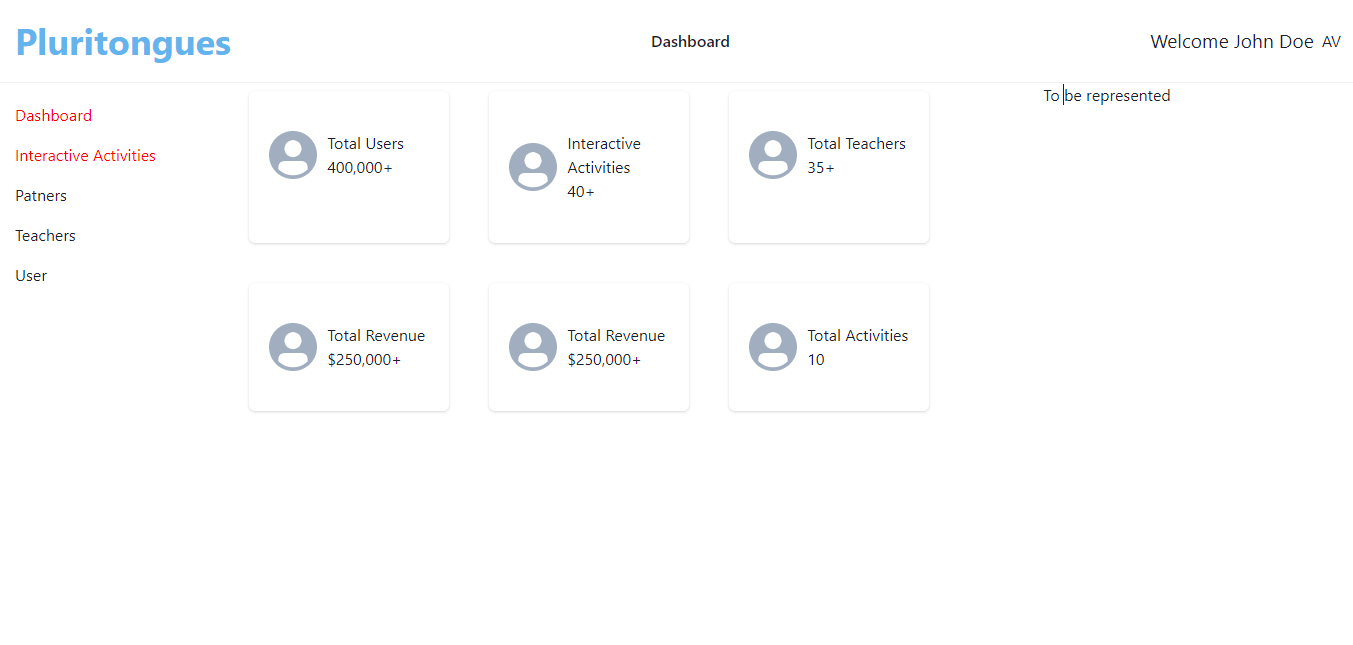 Pluritongues
Dashboard
Welcome John Doe AV
Dashboard
Interactive Activities
Patners
Teachers
User
Total Users
400,000+
Interactive
Activities
40+
Total Teachers
35+
Total Revenue
$250,000+
Total Revenue
$250,000+
Total Activities
10
To be represented